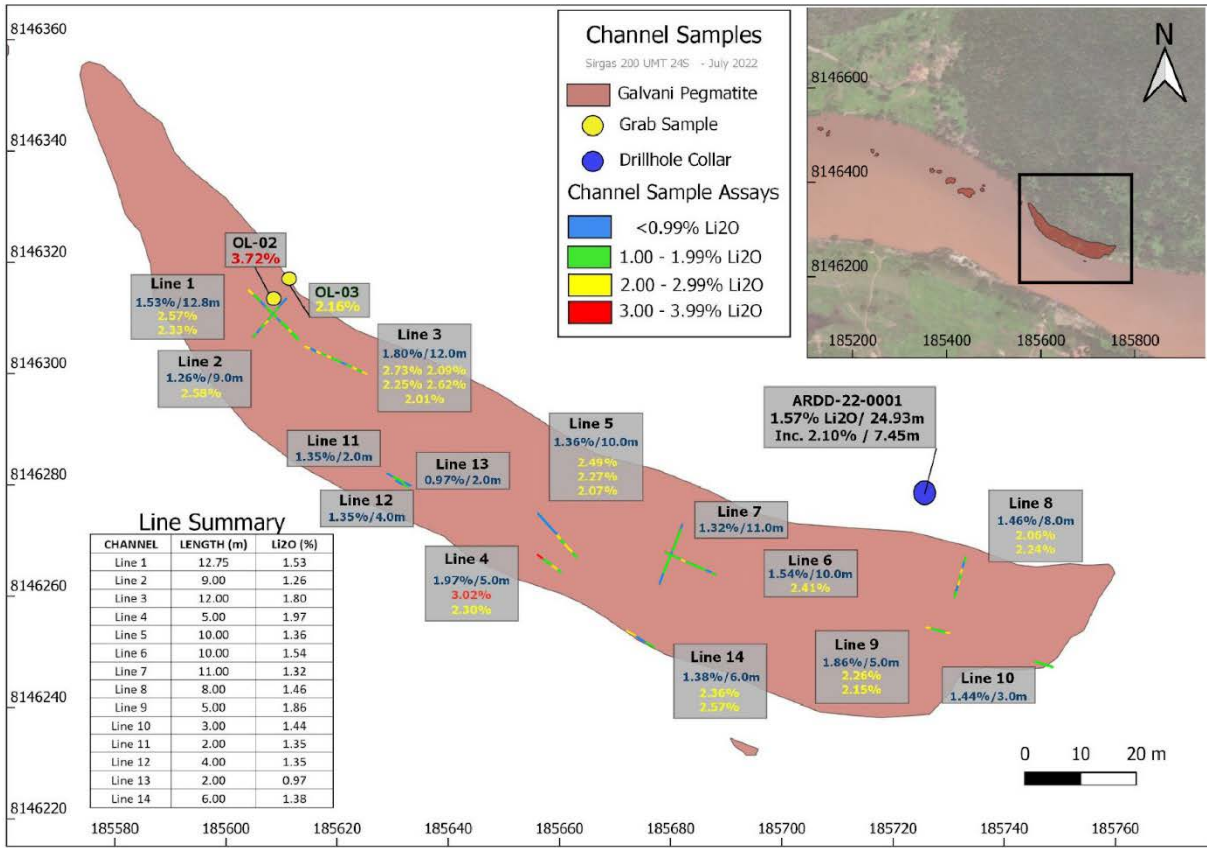 8146360
8146340
8146320
8146300
8146280
8146260
8146240
8146220
185580
185600
185620
185640
185660
185680
185700
185720
185740
185760
Channel Samples
Sirgas 200 UMT 24S - July 2022
Galvani Pegmatite
Grab Sample
Drillhole Collar
Channel Sample Assays
<0.99% Li2O
1.00 - 1.99% Li2O
2.00 - 2.99% Li2O
3.00 - 3.99% Li2O
N
8146600
8146400
8146200
185200
185400
185600
185800
OL-02
3.72%
OL-03
2.16%
Line 1
1.53%/12.8m
2.57%
2.33%
Line 2
1.26%/9.0m
2.58%
Line 3
1.80%/12.0m
2.73% 2.09%
2.25% 2.62%
2.01%
Line 11
1.35%/2.0m
Line 13
0.97%/2.0m
Line 12
1.35%/4.0m
Line 5
1.36%/10.0m
2.49%
2.27%
2.07%
Line 4
1.97%/5.0m
3.02%
2.30%
Line 7
1.32%/11.0m
Line 6
1.54%/10.0m
2.41%
ARDD-22-0001
1.57% Li2O/ 24.93m
Inc. 2.10% / 7.45m
Line 8
1.46%/8.0m
2.06%
2.24%
Line 9
1.86%/5.0m
2.26%
2.15%
Line 10
1.44%/3.0m
Line 14
1.38%/6.0m
2.36%
2.57%
Line Summary
CHANNEL LENGTH (m) Li2O (%)
Line 1 12.75 1.53
Line 2 9.00 1.26
Line 3 12.00 1.80
Line 4 5.00 1.97
Line 5 10.00 1.36
Line 6 10.00 1.54
Line 7 11.00 1.32
Line 8 8.00 1.46
Line 9 5.00 1.86
Line 10 3.00 1.44
Line 11 2.00 1.35
Line 12 4.00 1.35
Line 13 2.00 0.97
Line 14 6.00 1.38
0 10 20 m